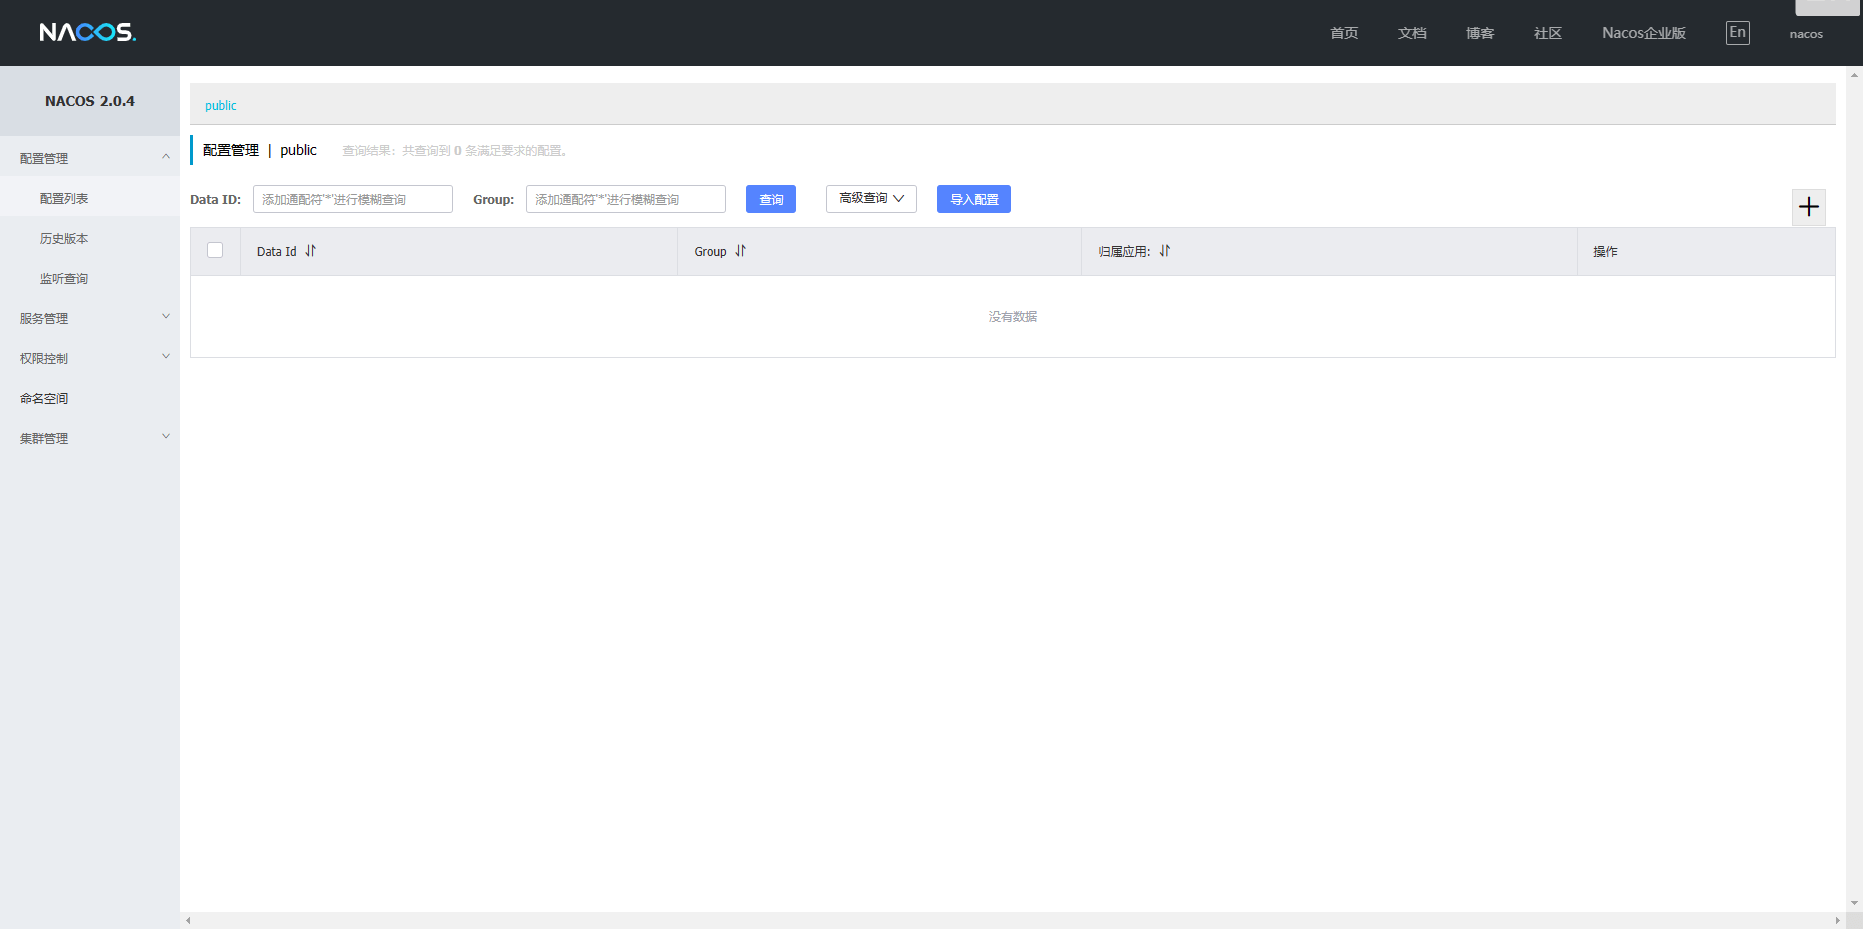 NACOS.
首页 文档 博客 社区 Nacos企业版 En nacos
NACOS 2.0.4
配置管理
配置列表
历史版本
监听查询
服务管理
权限控制
命名空间
集群管理
public
配置管理 | public 查询结果：共查询到 0 条满足要求的配置。
Data ID: 添加通配符'*'进行模糊查询 Group: 添加通配符'*'进行模糊查询 查询 高级查询 导入配置
Data Id Group 归属应用: 操作
没有数据